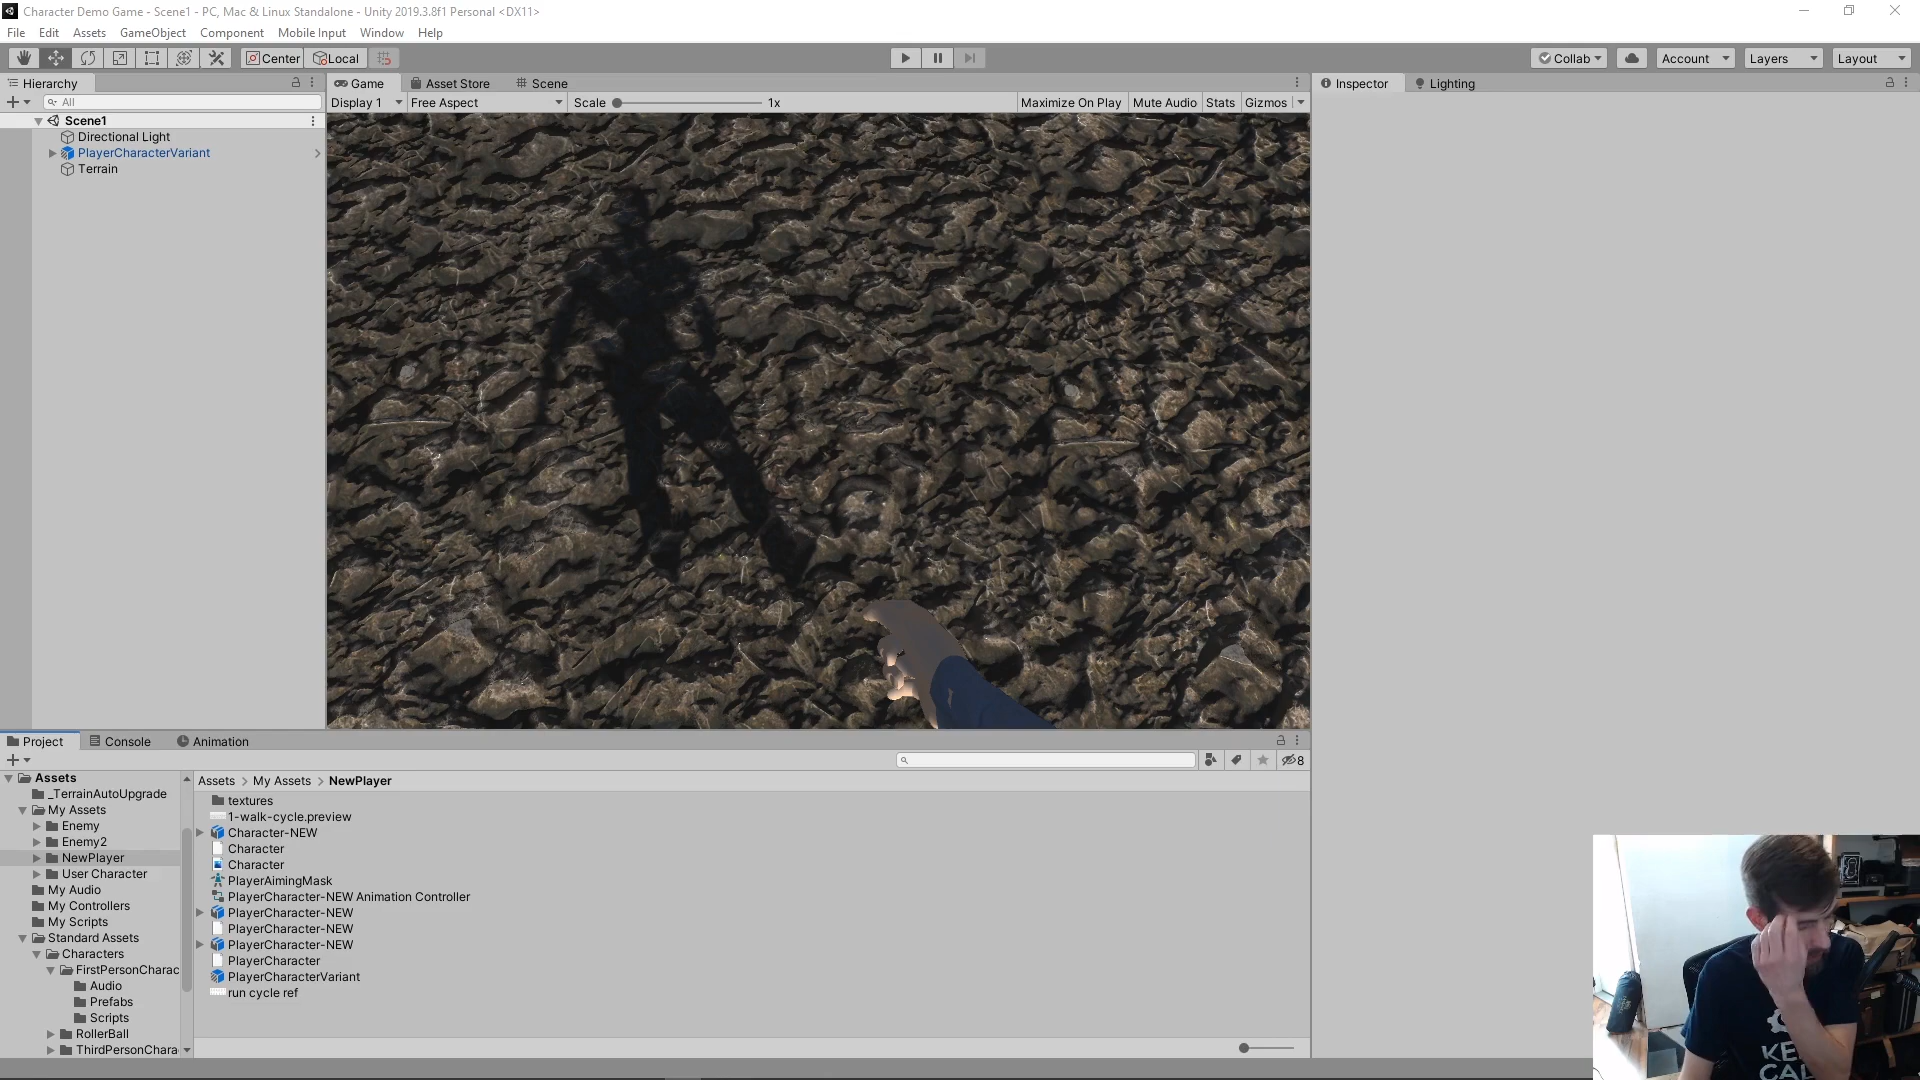 Character Demo Game - Scene1 - PC, Mac & Linux Standalone - Unity 2019.3.8f1 Personal <DX11>
File Edit Assets GameObject Component Mobile Input Window Help
Center Local Collab Account Layers Layout
Hierarchy Game Asset Store Scene Inspector Lighting
All Display 1 Free Aspect Scale 1x Maximize On Play Mute Audio Stats Gizmos
Scene1
Directional Light
PlayerCharacterVariant
Terrain
Project Console Animation
8
Assets
_TerrainAutoUpgrade
My Assets
Enemy
Enemy2
NewPlayer
User Character
My Audio
My Controllers
My Scripts
Standard Assets
Characters
FirstPersonCharac
Audio
Prefabs
Scripts
RollerBall
ThirdPersonChara
Assets > My Assets > NewPlayer
textures
1-walk-cycle.preview
Character-NEW
Character
Character
PlayerAimingMask
PlayerCharacter-NEW Animation Controller
PlayerCharacter-NEW
PlayerCharacter-NEW
PlayerCharacter-NEW
PlayerCharacter
PlayerCharacterVariant
run cycle ref